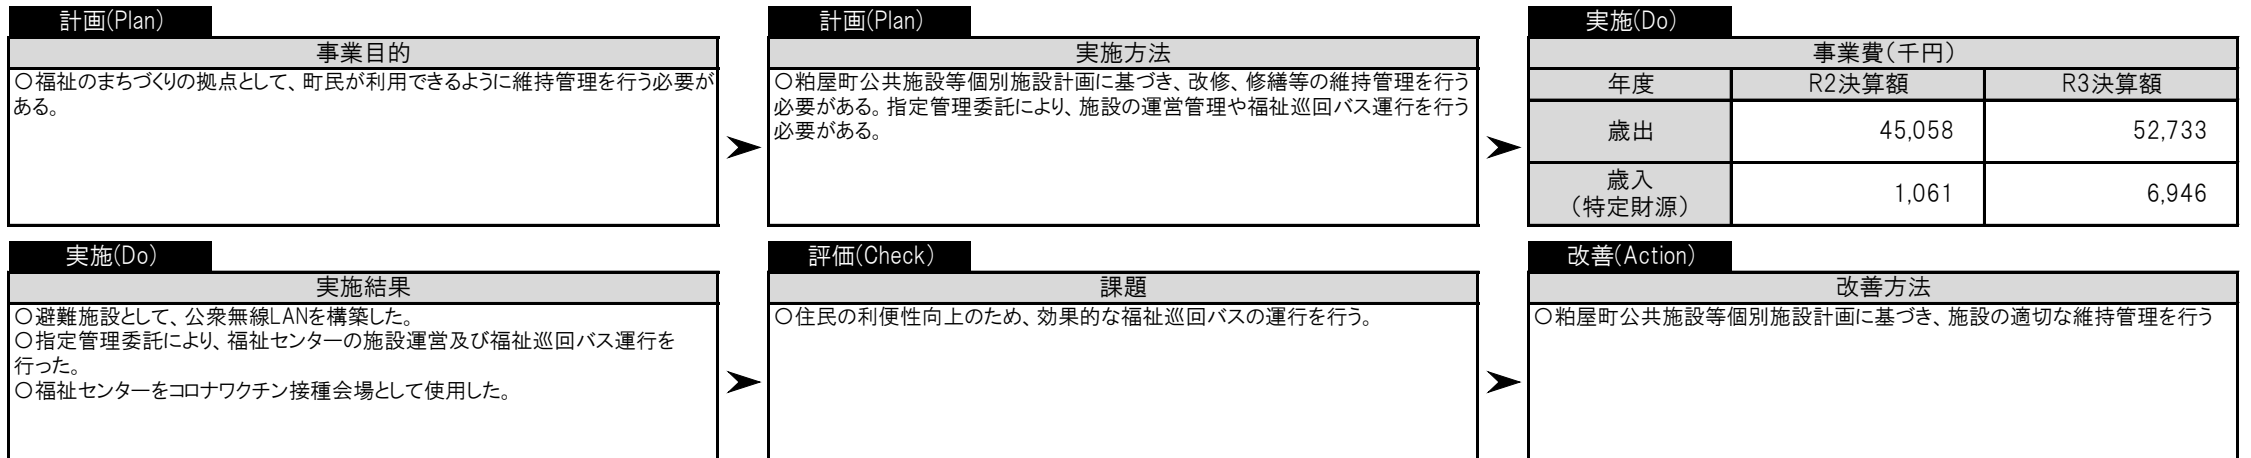 計画(Plan)
事業目的
〇福祉のまちづくりの拠点として、町民が利用できるように維持管理を行う必要が
ある。
計画(Plan)
実施方法
〇粕屋町公共施設等個別施設計画に基づき、改修、修繕等の維持管理を行う
必要がある。指定管理委託により、施設の運営管理や福祉巡回バス運行を行う
必要がある。
実施(Do)
事業費(千円)
年度 R2決算額 R3決算額
歳出 45,058 52,733
歳入
(特定財源) 1,061 6,946
実施(Do)
実施結果
〇避難施設として、公衆無線LANを構築した。
〇指定管理委託により、福祉センターの施設運営及び福祉巡回バス運行を
行った。
〇福祉センターをコロナワクチン接種会場として使用した。
評価(Check)
課題
〇住民の利便性向上のため、効果的な福祉巡回バスの運行を行う。
改善(Action)
改善方法
〇粕屋町公共施設等個別施設計画に基づき、施設の適切な維持管理を行う